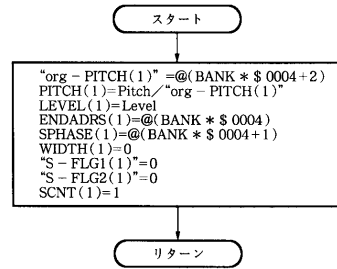 スタート
“org－PITCH(1)” =@(BANK * $ 0004+2)
PITCH(1)=Pitch／“org－PITCH(1)”
LEVEL(1)=Level
ENDADRS(1)=@(BANK * $ 0004)
SPHASE(1)=@(BANK * $ 0004+1)
WIDTH(1)=0
“S－FLG1(1)”=0
“S－FLG2(1)”=0
SCNT(1)=1
リターン